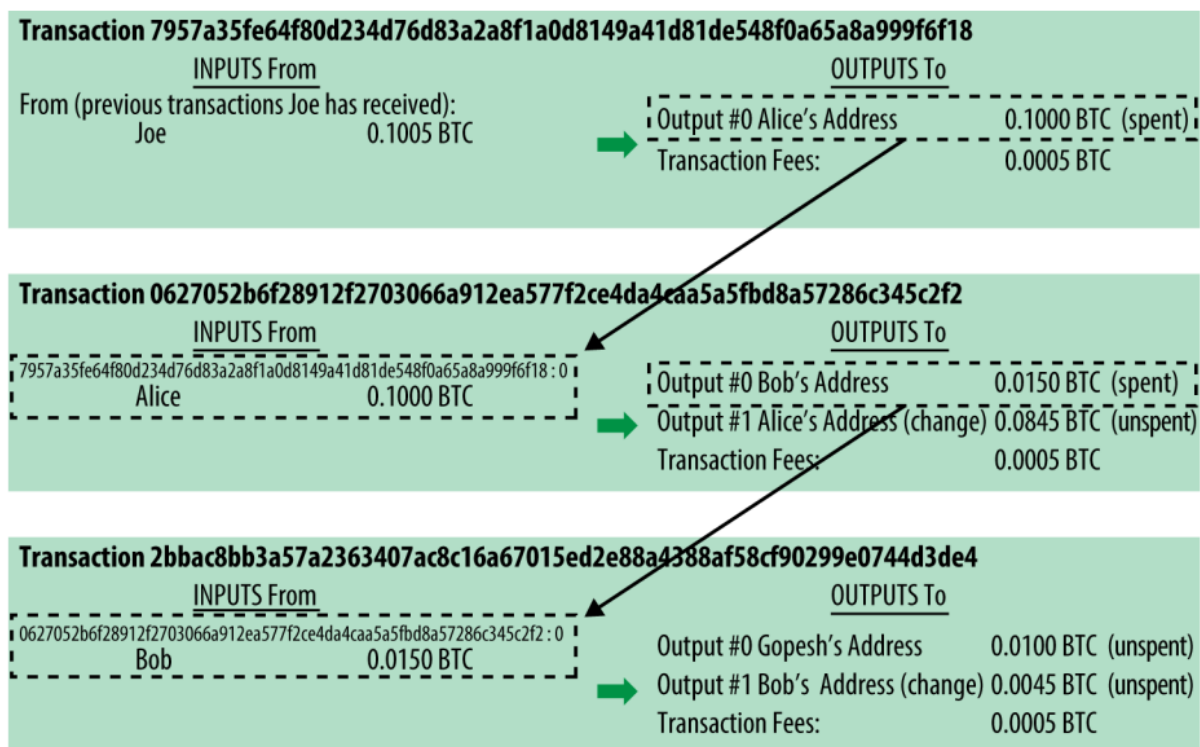 Transaction 7957a35fe64f80d234d76d83a2a8f1a0d8149a41d81de548f0a65a8a999f6f18
INPUTS From
OUTPUTS To
From (previous transactions Joe has received):
Joe 0.1005 BTC
Output #0 Alice's Address 0.1000 BTC (spent)
Transaction Fees: 0.0005 BTC
Transaction 0627052b6f28912f2703066a912ea577f2ce4da4caa5a5fbd8a57286c345c2f2
INPUTS From
OUTPUTS To
7957a35fe64f80d234d76d83a2a8f1a0d8149a41d81de548f0a65a8a999f6f18 : 0
Alice 0.1000 BTC
Output #0 Bob's Address 0.0150 BTC (spent)
Output #1 Alice's Address (change) 0.0845 BTC (unspent)
Transaction Fees: 0.0005 BTC
Transaction 2bbac8bb3a57a2363407ac8c16a67015ed2e88a4388af58cf90299e0744d3de4
INPUTS From
OUTPUTS To
0627052b6f28912f2703066a912ea577f2ce4da4caa5a5fbd8a57286c345c2f2 : 0
Bob 0.0150 BTC
Output #0 Gopesh's Address 0.0100 BTC (unspent)
Output #1 Bob's Address (change) 0.0045 BTC (unspent)
Transaction Fees: 0.0005 BTC